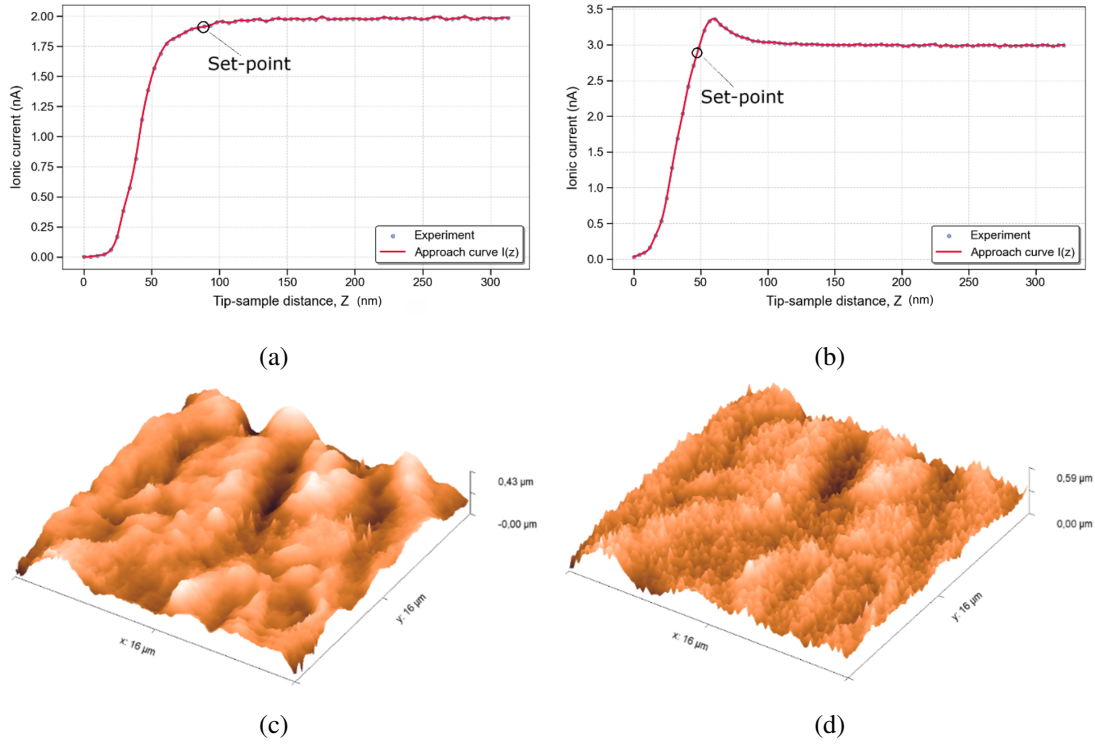 2.00
1.75
1.50
1.25
1.00
0.75
0.50
0.25
0.00
Ionic current (nA)
Set-point
Experiment
Approach curve I(z)
0 50 100 150 200 250 300
Tip-sample distance, Z (nm)
(a)
3.5
3.0
2.5
2.0
1.5
1.0
0.5
0.0
Ionic current (nA)
Set-point
Experiment
Approach curve I(z)
0 50 100 150 200 250 300
Tip-sample distance, Z (nm)
(b)
0,43 µm
-0,00 µm
x: 16 µm
y: 16 µm
(c)
0,59 µm
0,00 µm
x: 16 µm
y: 16 µm
(d)